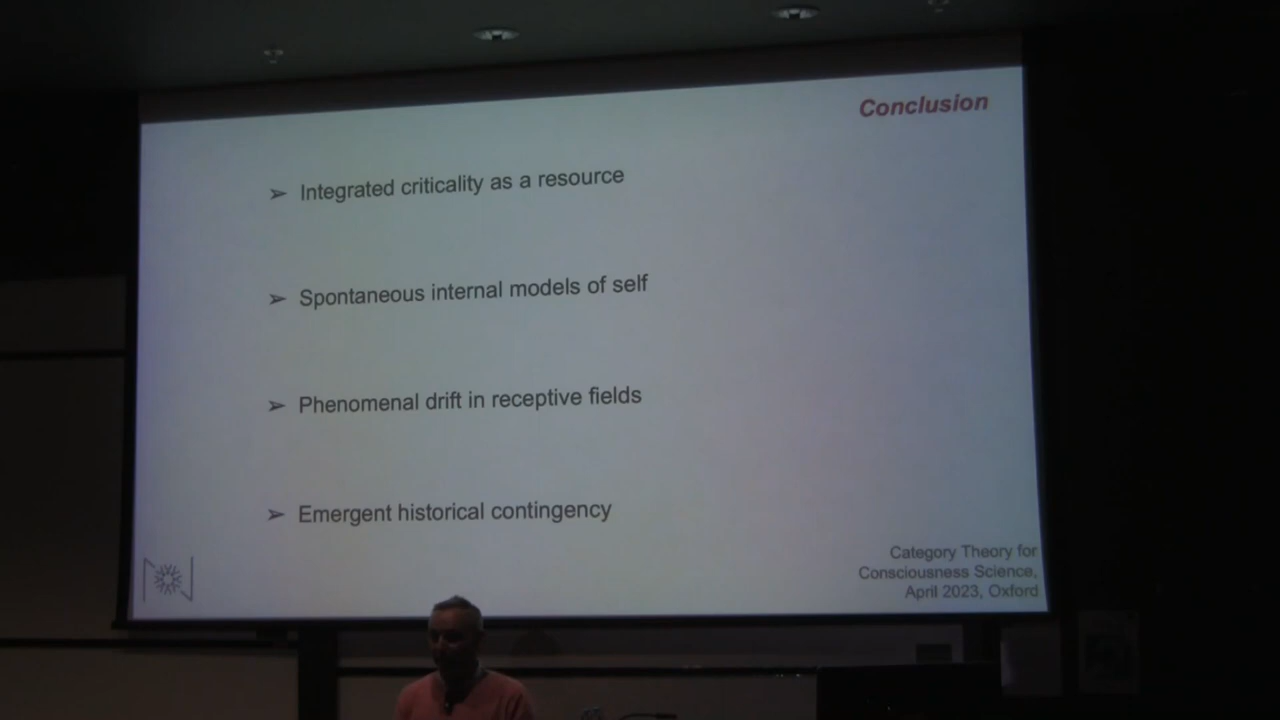 Conclusion
➢ Integrated criticality as a resource
➢ Spontaneous internal models of self
➢ Phenomenal drift in receptive fields
➢ Emergent historical contingency
Category Theory for
Consciousness Science,
April 2023, Oxford